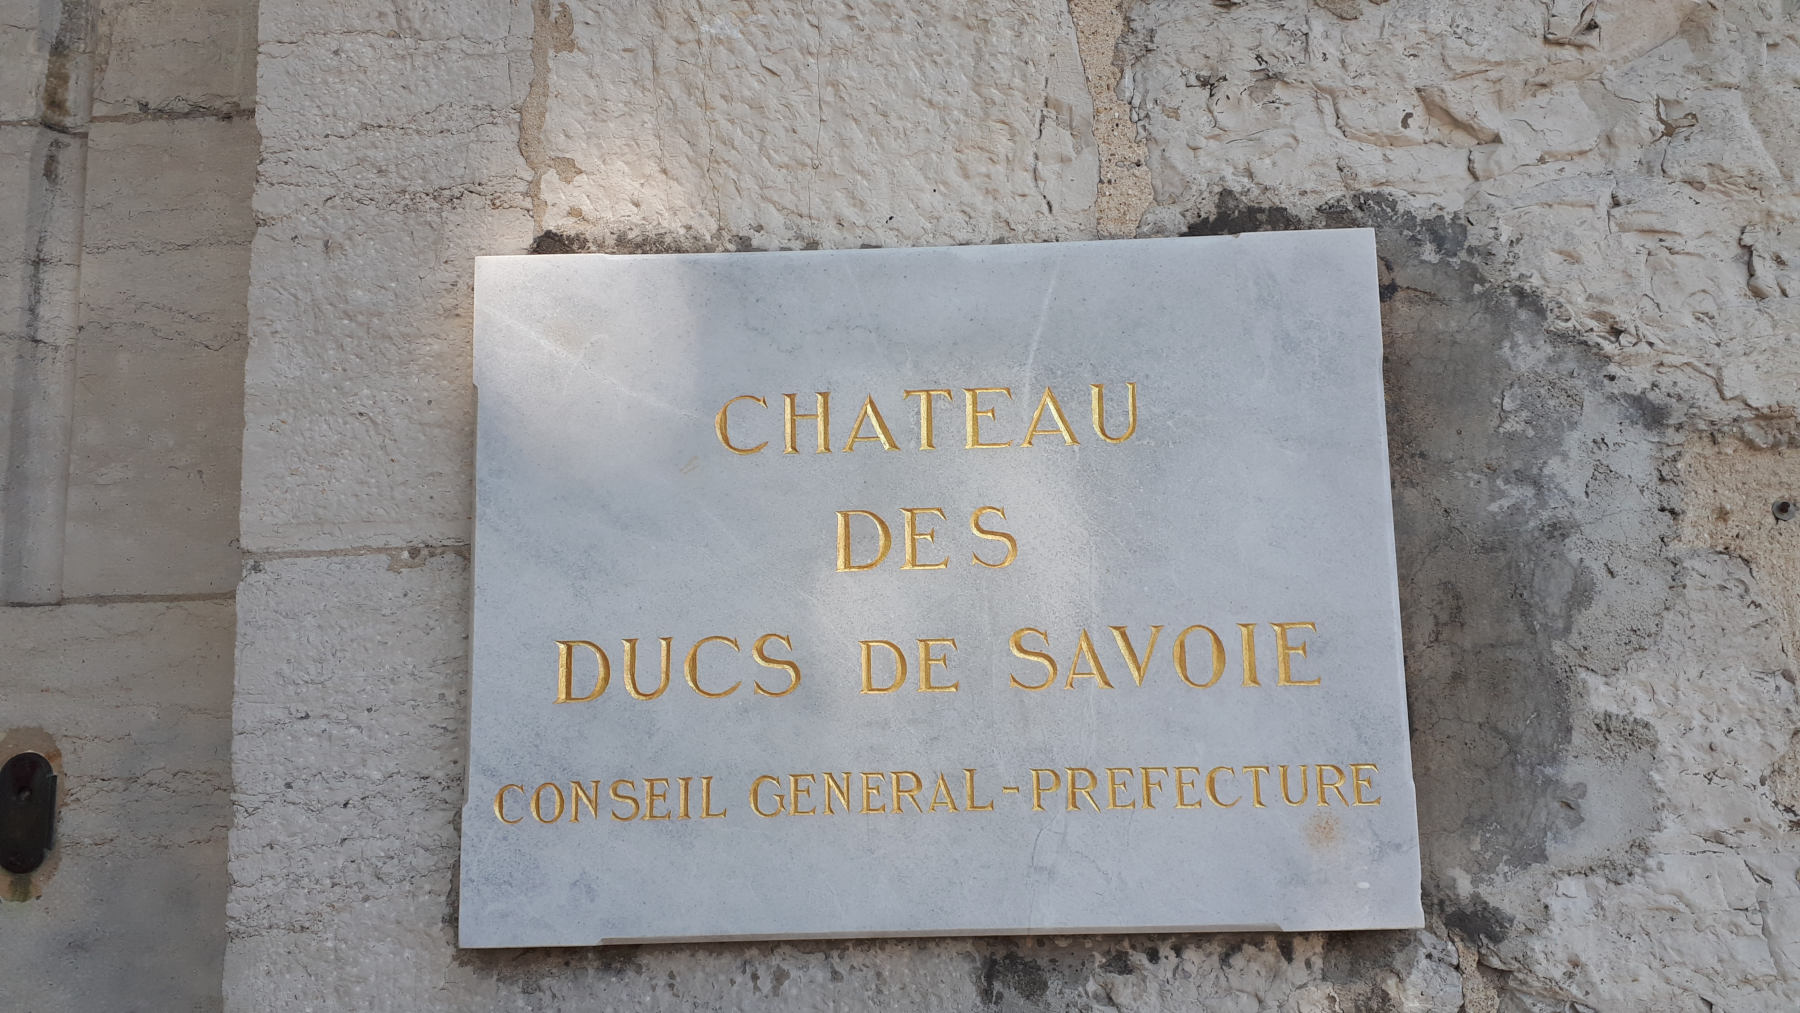 CHATEAU
DES
DUCS DE SAVOIE
CONSEIL GENERAL-PREFECTURE